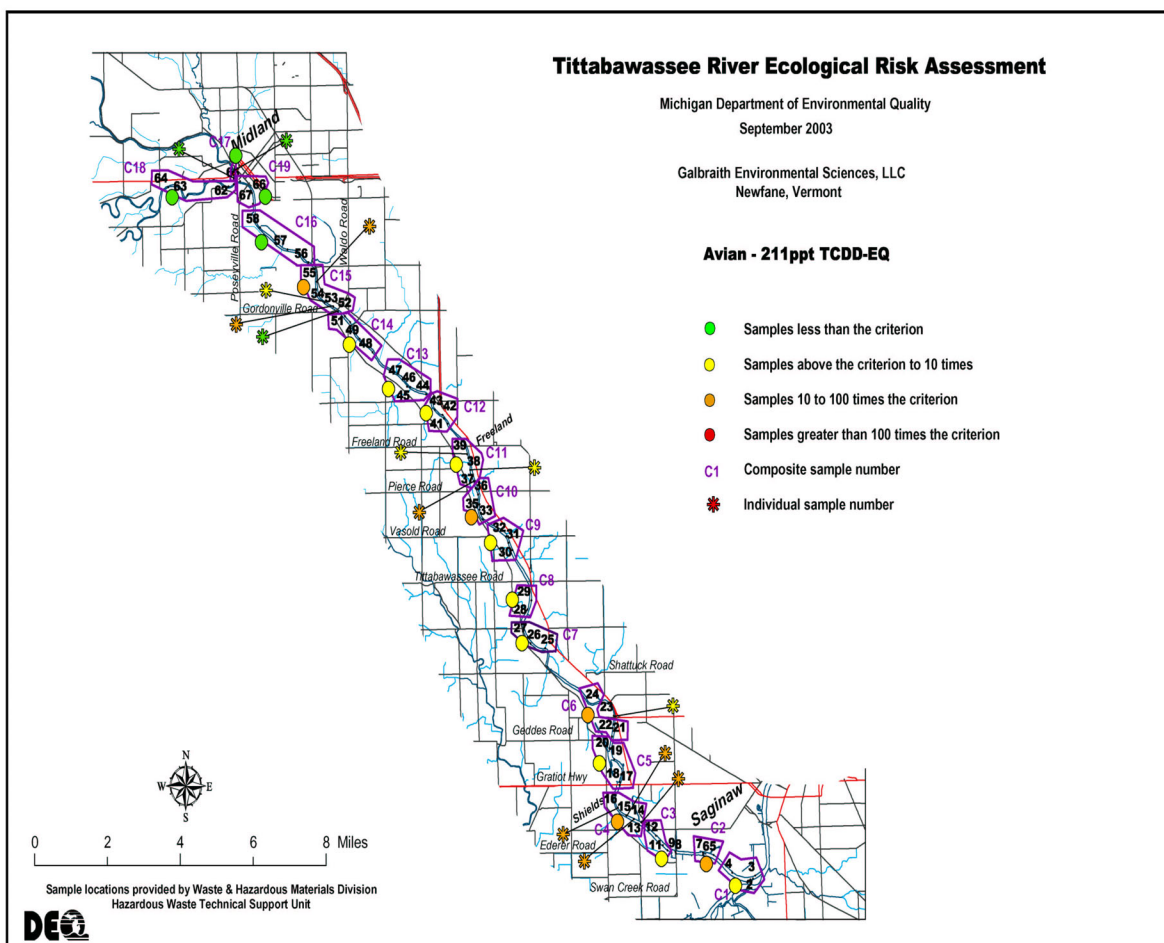 Tittabawassee River Ecological Risk Assessment
Michigan Department of Environmental Quality
September 2003
Galbraith Environmental Sciences, LLC
Newfane, Vermont
Avian - 211ppt TCDD-EQ
Samples less than the criterion
Samples above the criterion to 10 times
Samples 10 to 100 times the criterion
Samples greater than 100 times the criterion
C1 Composite sample number
Individual sample number
Midland
C17
C18
C19
64
63
62
66
67
58
C16
57
56
Poseyville Road
Waldo Road
55
C15
54
53
52
Gordonville Road
51
C14
49
48
C13
47
46
44
45
43
42
C12
41
Freeland
Freeland Road
39
C11
38
37
36
Pierce Road
C10
35
33
Vasold Road
32
C9
31
30
Tittabawassee Road
C8
29
28
27
26
25
C7
Shattuck Road
24
23
C6
22
21
Geddes Road
20
19
C5
18
17
Gratiot Hwy
16
Shields
15
14
C3
Saginaw
C4
13
12
C2
Ederer Road
11
98
7
65
4
3
Swan Creek Road
C1
2
N
W E
S
0 2 4 6 8 Miles
Sample locations provided by Waste & Hazardous Materials Division
Hazardous Waste Technical Support Unit
DEQ